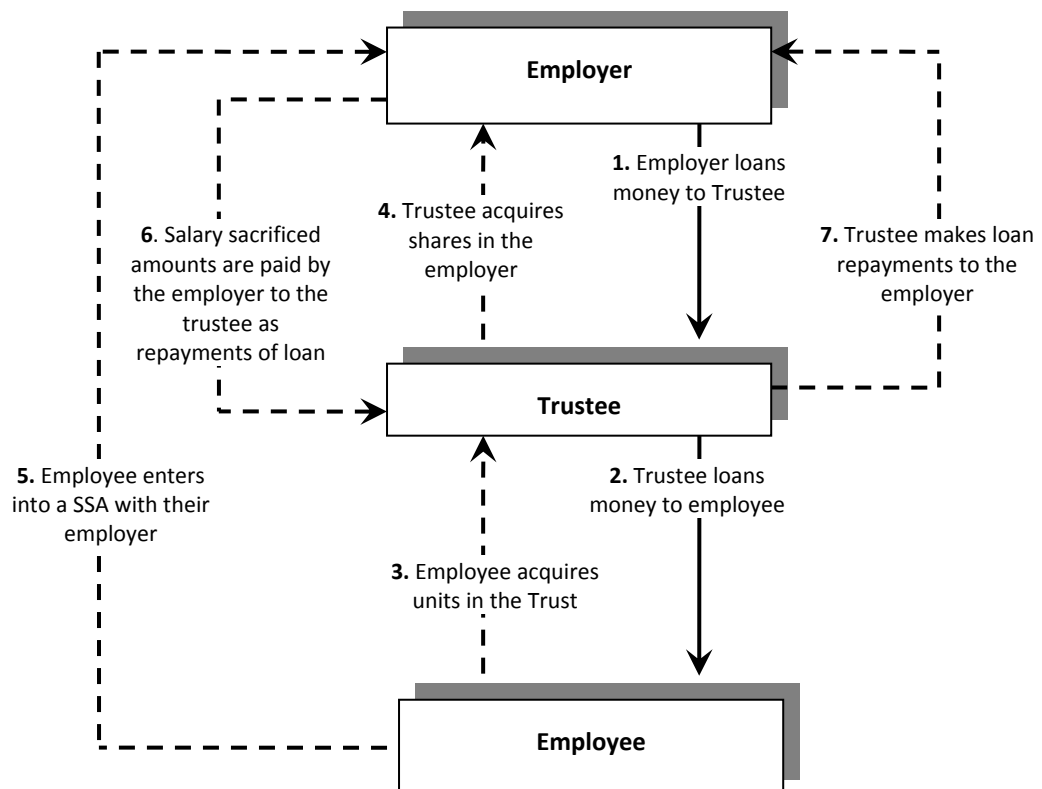 Employer
1. Employer loans
money to Trustee
4. Trustee acquires
shares in the
employer
6. Salary sacrificed
amounts are paid by
the employer to the
trustee as
repayments of loan
7. Trustee makes loan
repayments to the
employer
Trustee
5. Employee enters
into a SSA with their
employer
2. Trustee loans
money to employee
3. Employee acquires
units in the Trust
Employee